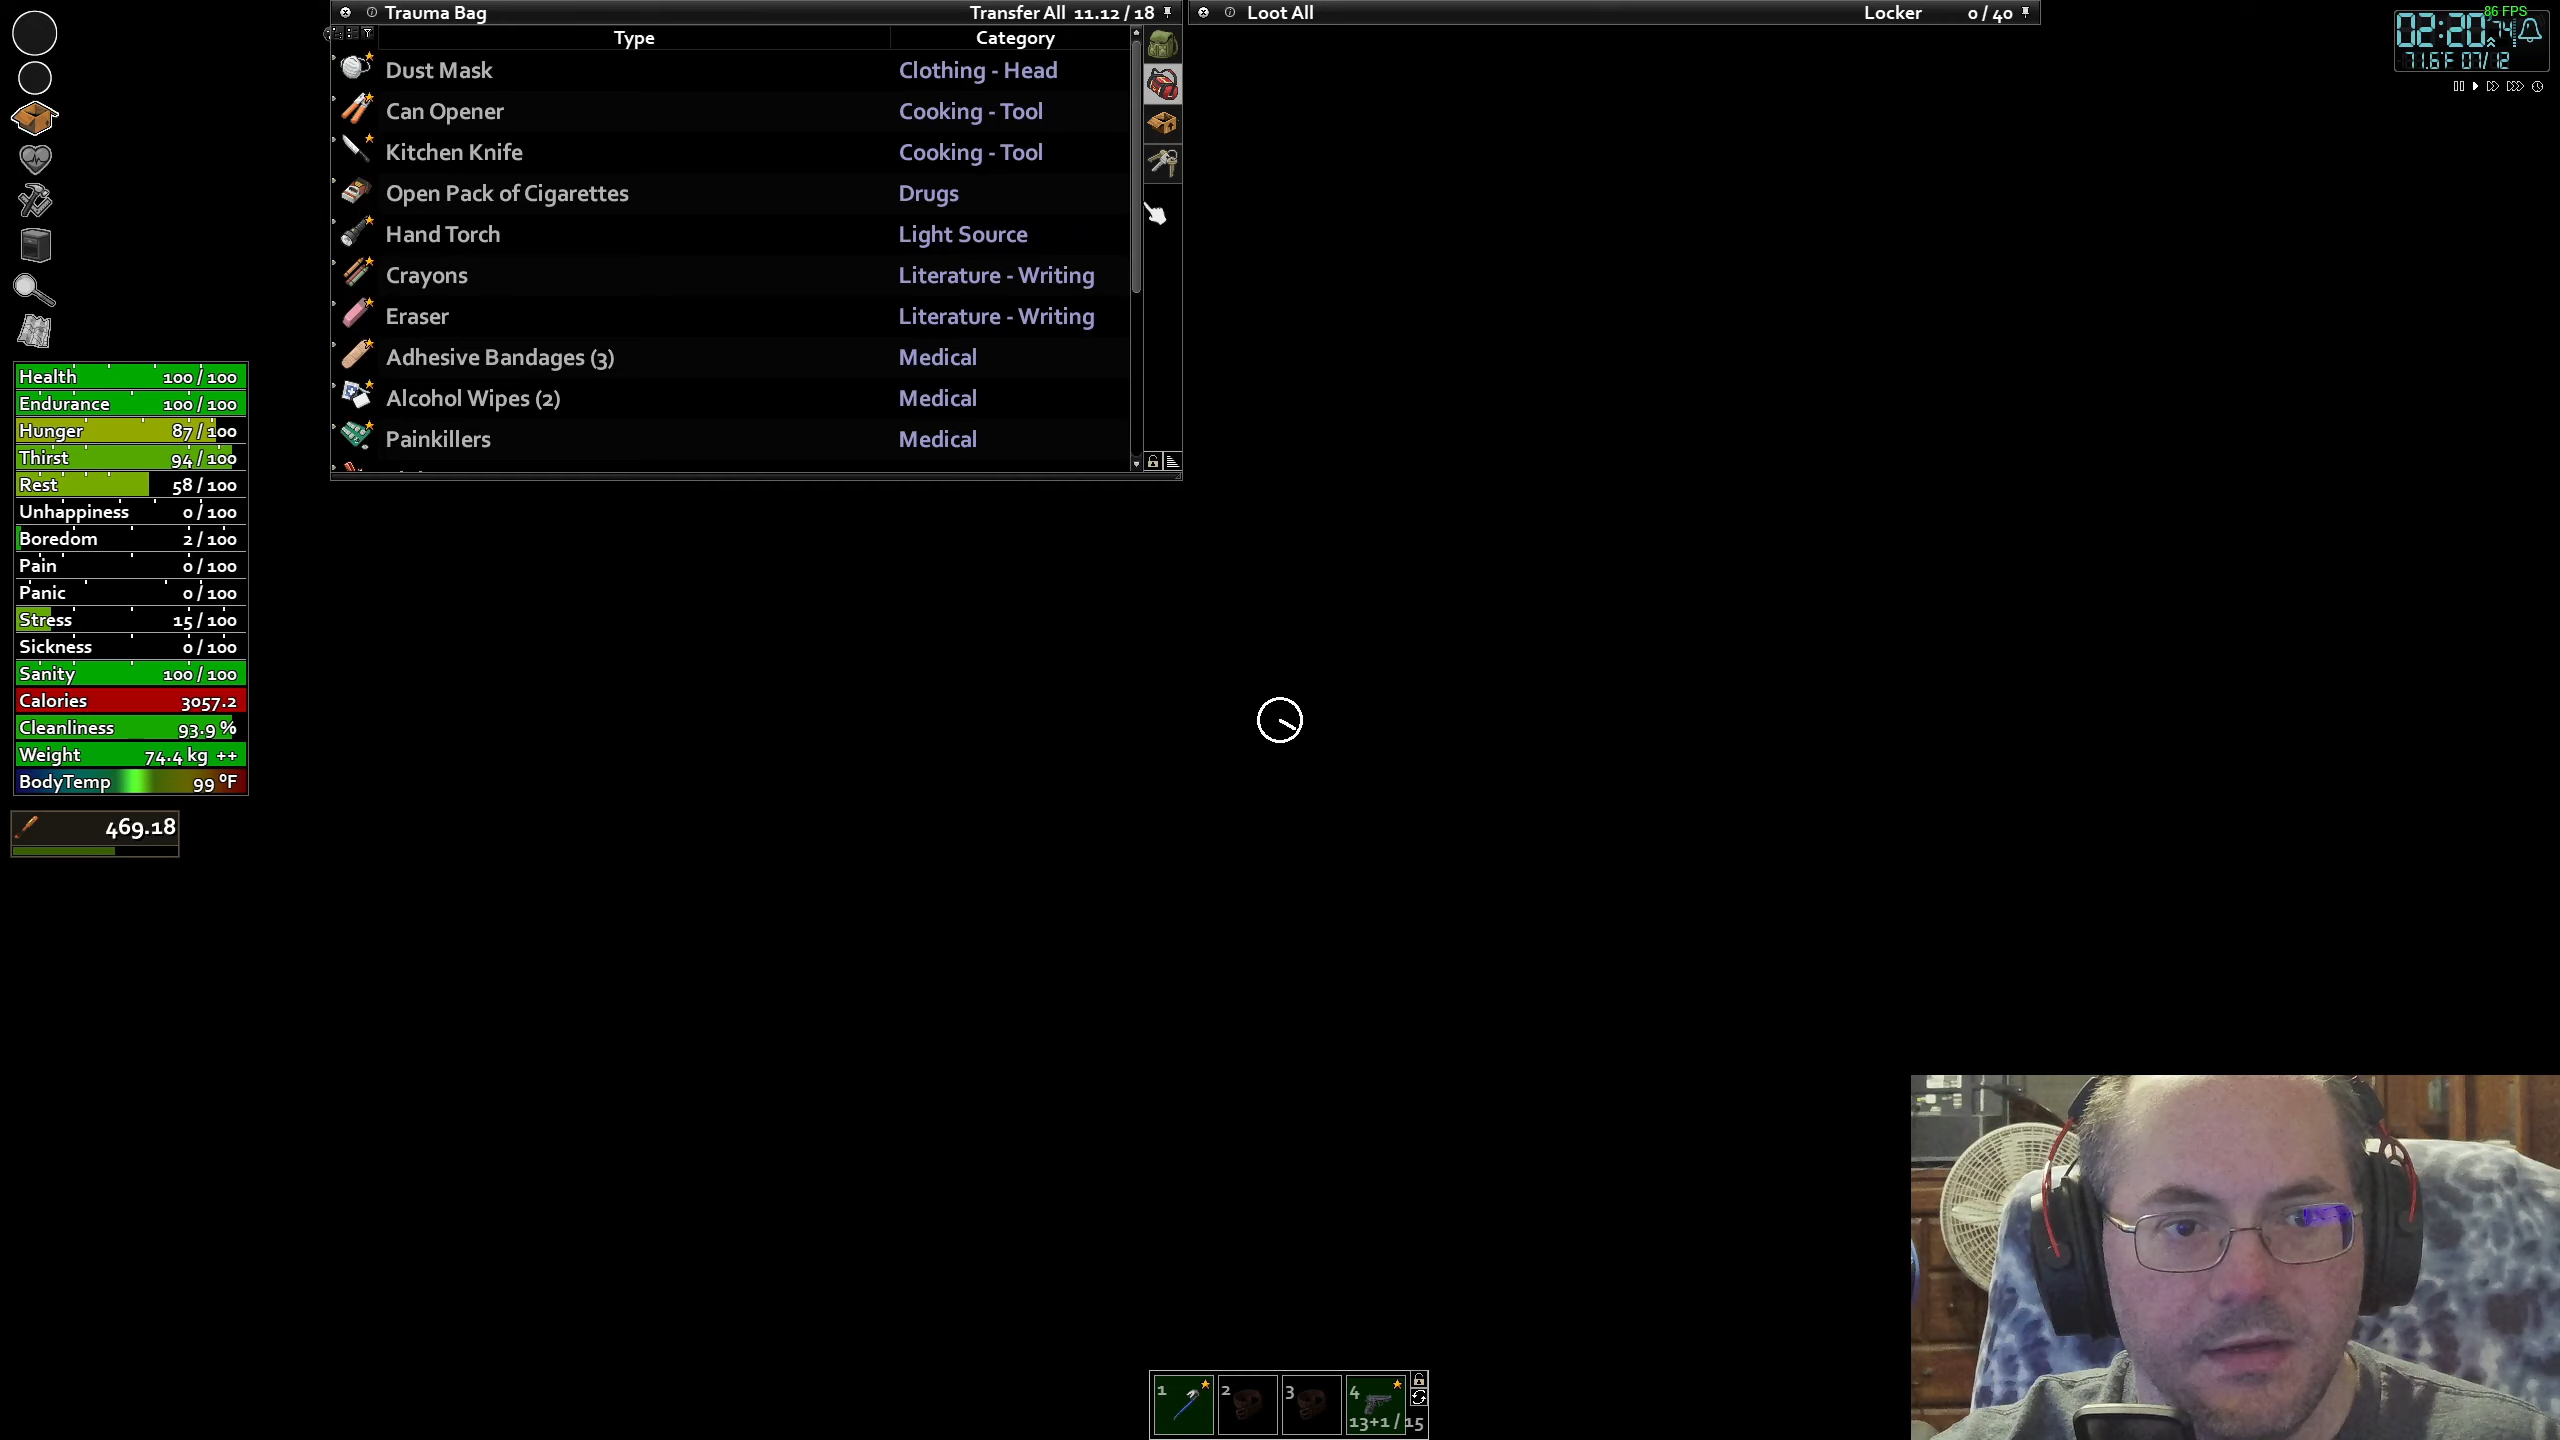 Trauma Bag Transfer All 11.12 / 18
Loot All Locker 0 / 40
86 FPS
02:20
71.6°F 07/12
Type Category
Dust Mask Clothing - Head
Can Opener Cooking - Tool
Kitchen Knife Cooking - Tool
Open Pack of Cigarettes Drugs
Hand Torch Light Source
Crayons Literature - Writing
Eraser Literature - Writing
Adhesive Bandages (3) Medical
Alcohol Wipes (2) Medical
Painkillers Medical
Health 100 / 100
Endurance 100 / 100
Hunger 87 / 100
Thirst 94 / 100
Rest 58 / 100
Unhappiness 0 / 100
Boredom 2 / 100
Pain 0 / 100
Panic 0 / 100
Stress 15 / 100
Sickness 0 / 100
Sanity 100 / 100
Calories 3057.2
Cleanliness 93.9 %
Weight 74.4 kg ++
BodyTemp 99 °F
469.18
1 2 3 4
13+1 / 15